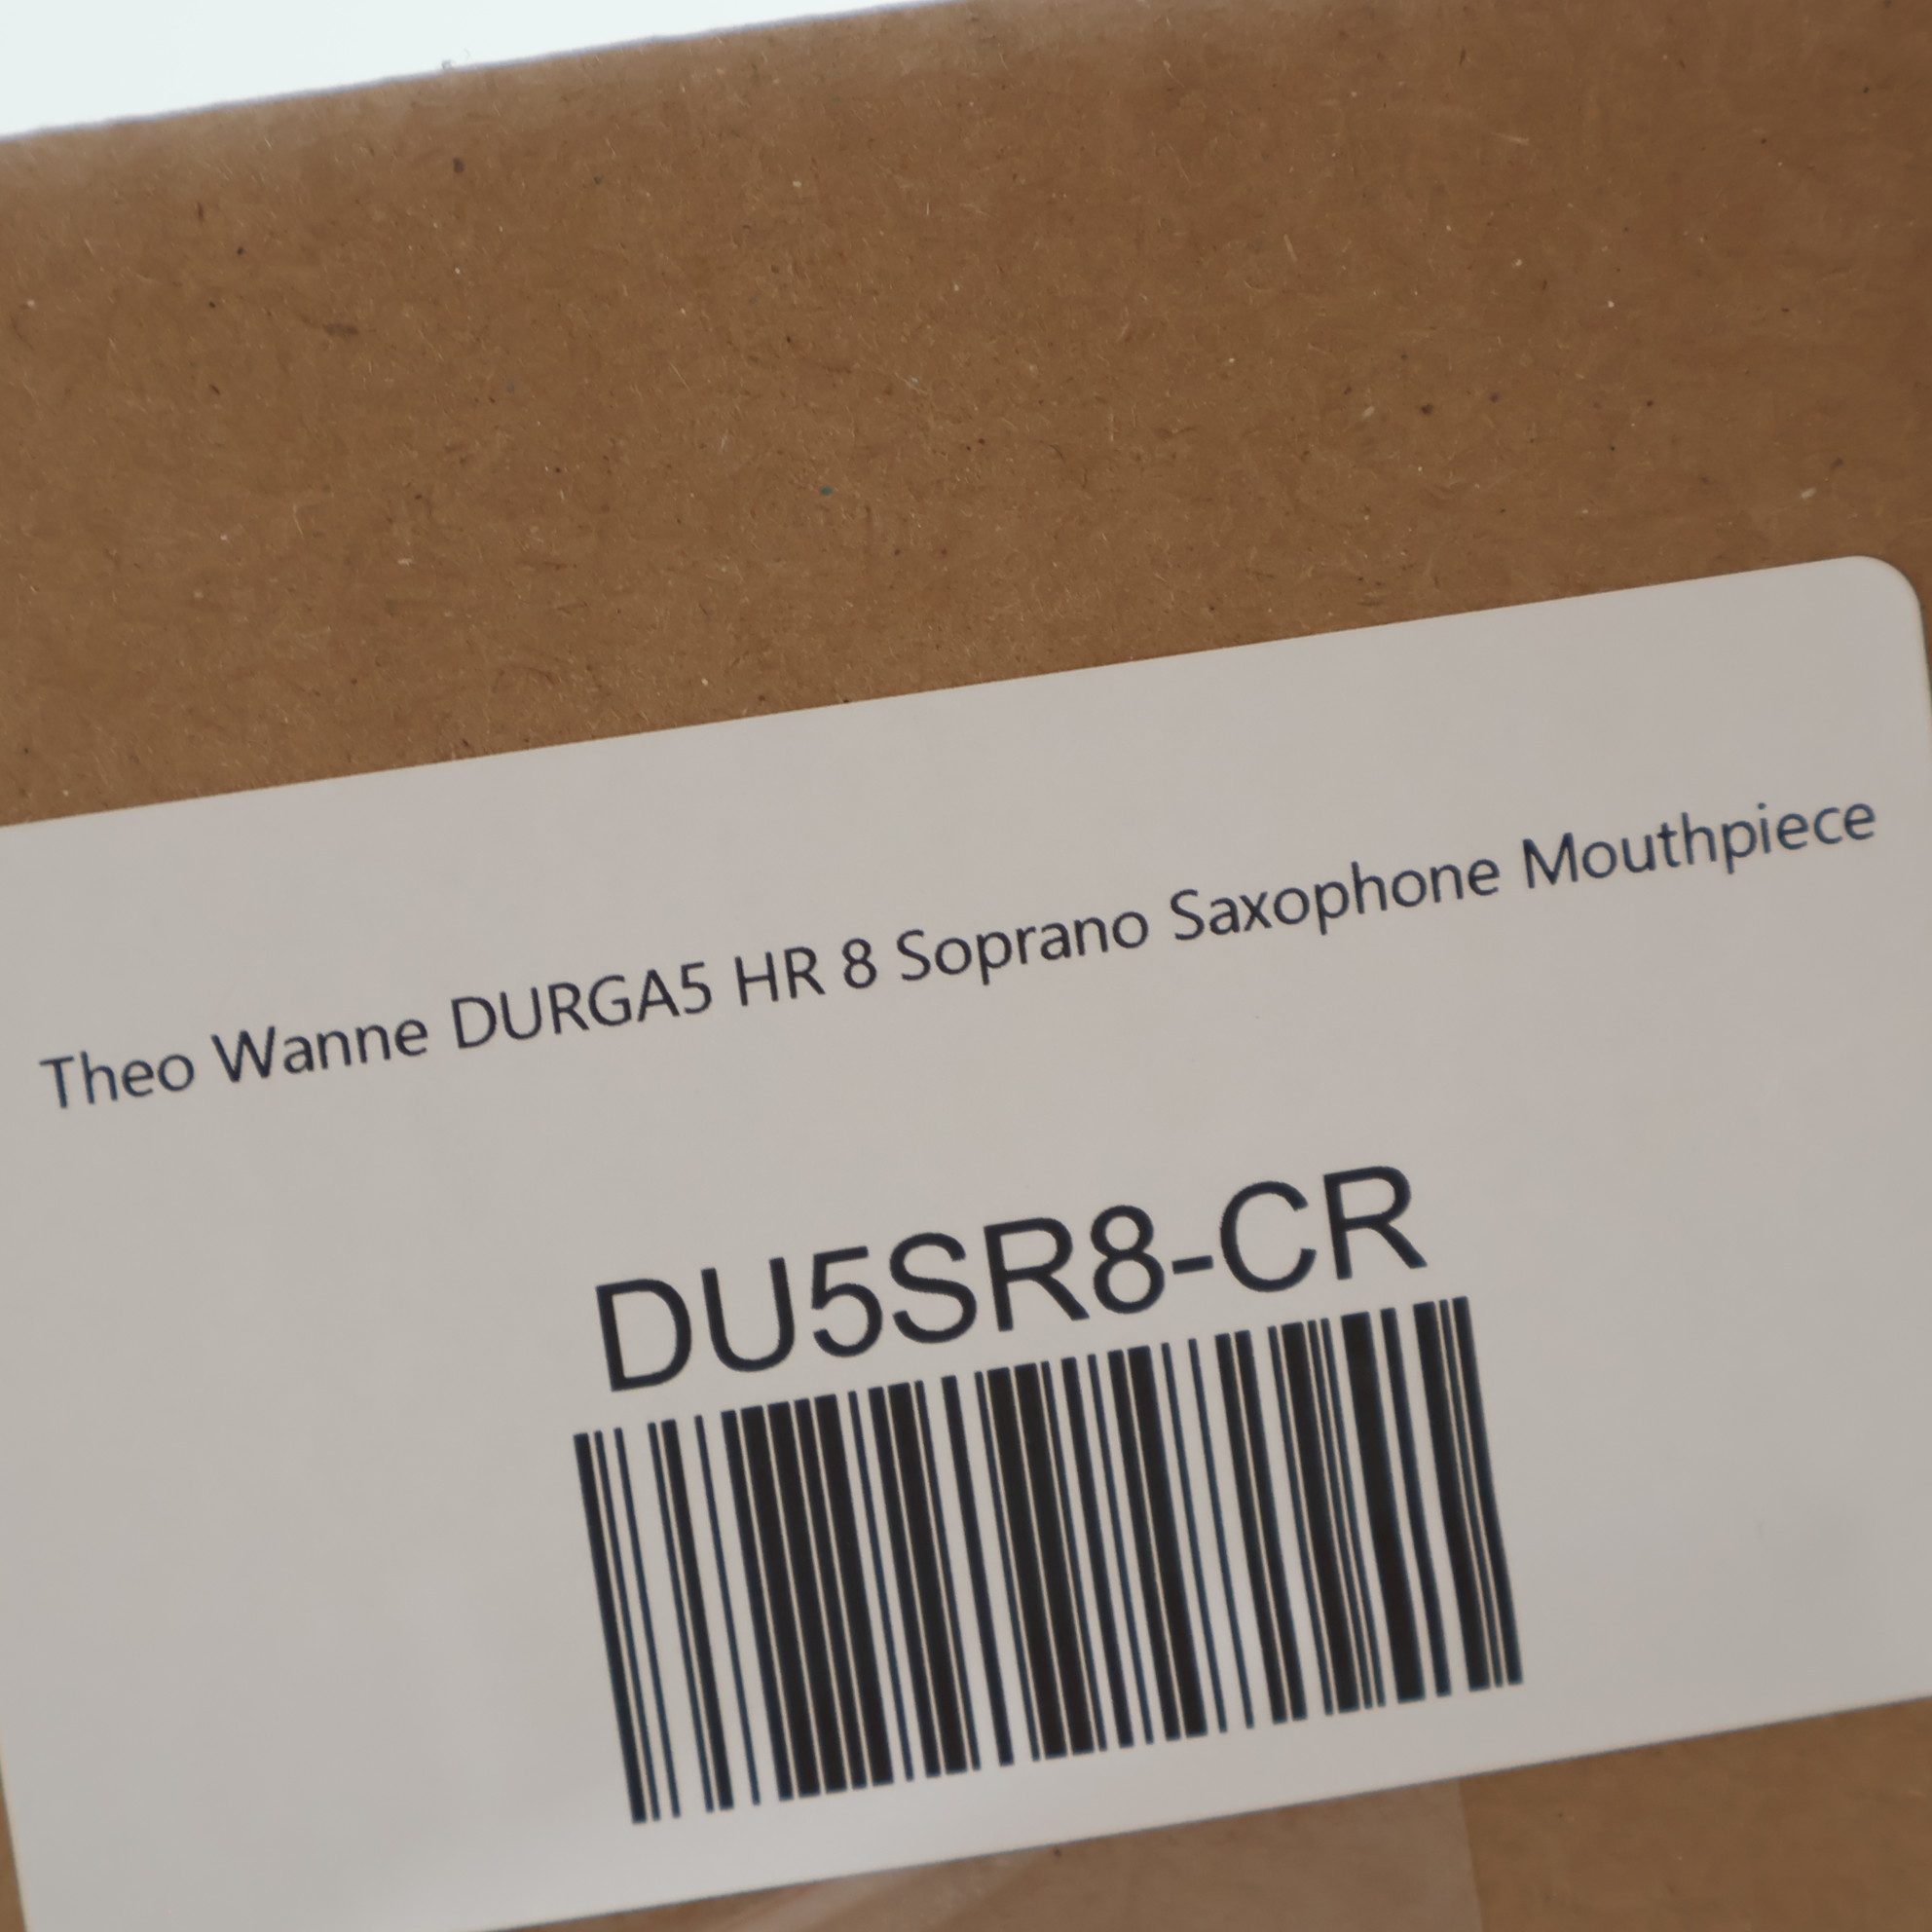 Theo Wanne DURGA5 HR 8 Soprano Saxophone Mouthpiece
DU5SR8-CR